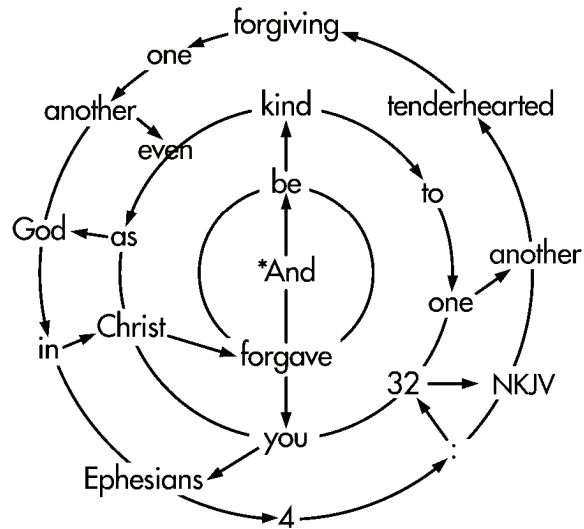 *And
be
kind
to
one
another
tenderhearted
forgiving
one
another
even
as
God
in
Christ
forgave
you
Ephesians
4
:
32
NKJV